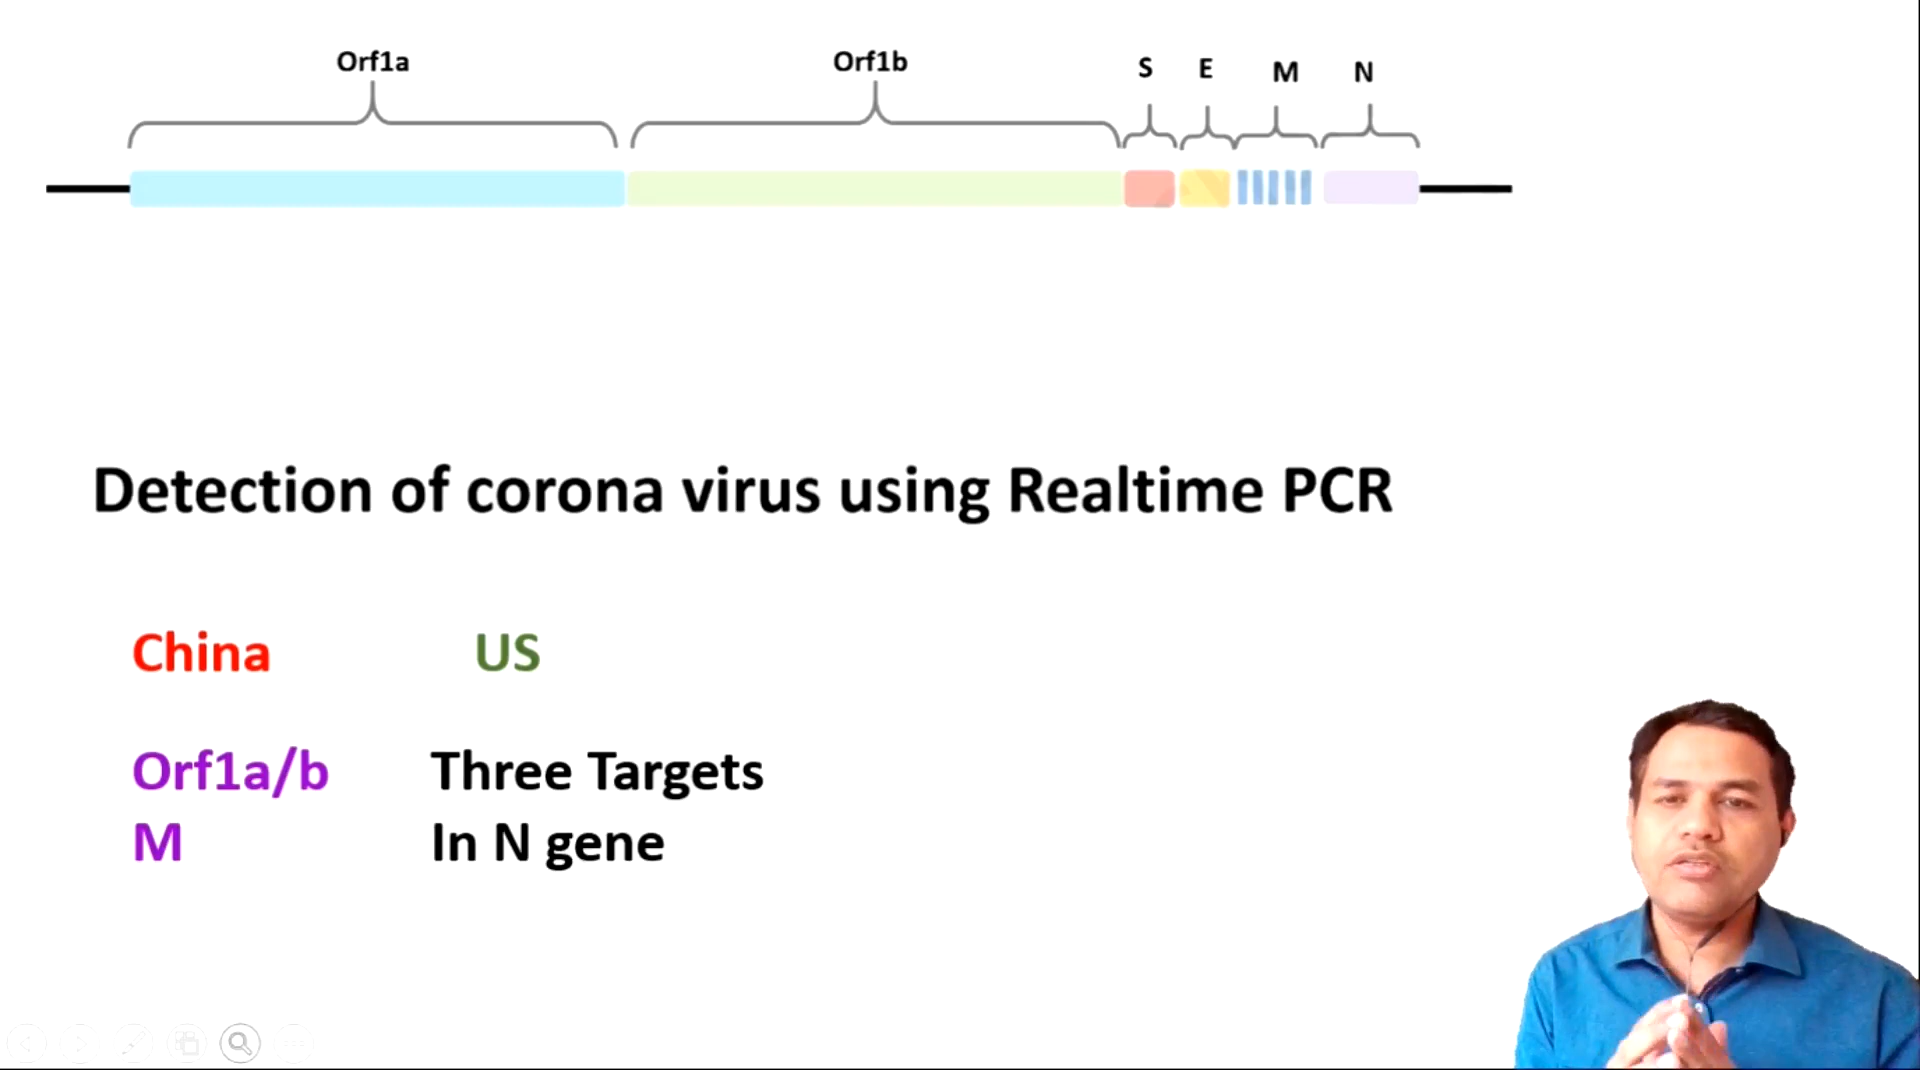 Orf1a Orf1b S E M N
Detection of corona virus using Realtime PCR
China US
Orf1a/b Three Targets
M In N gene